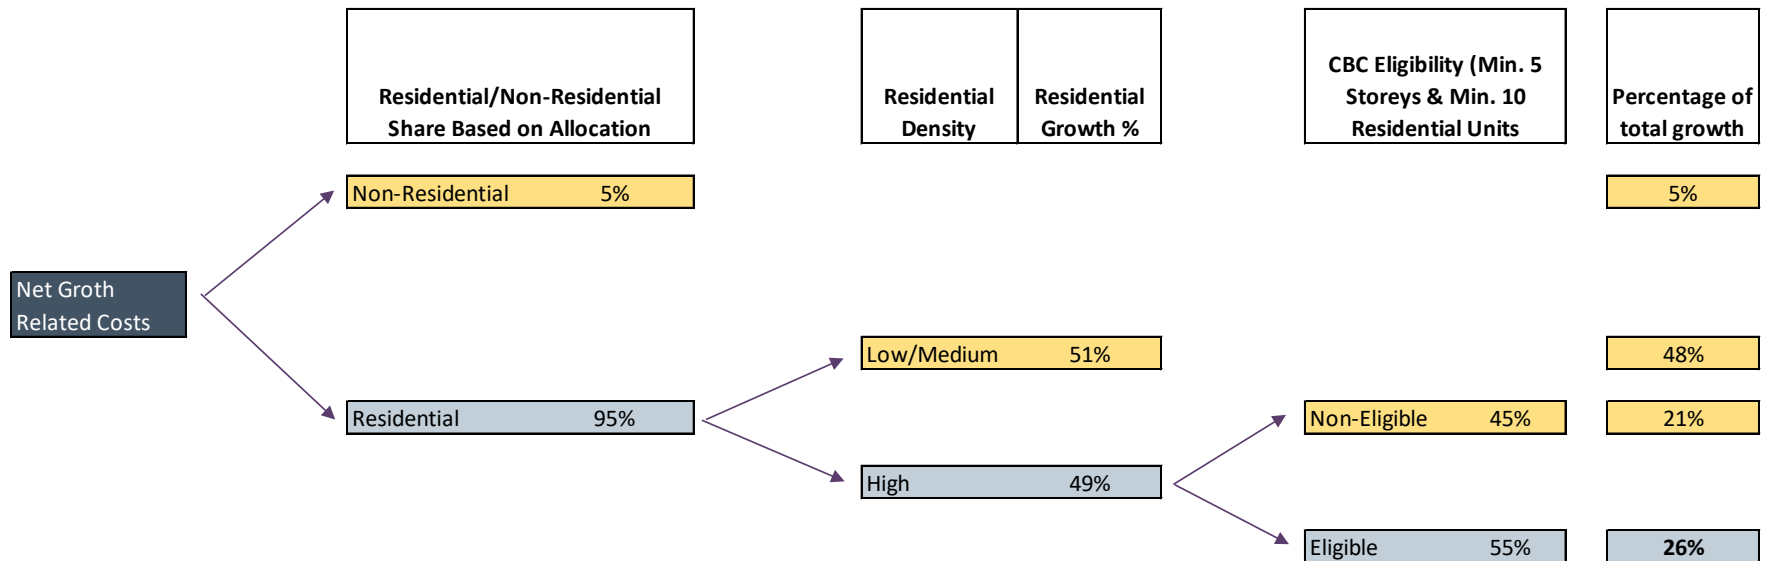 Residential/Non-Residential
Share Based on Allocation
Residential
Density
Residential
Growth %
CBC Eligibility (Min. 5
Storeys & Min. 10
Residential Units
Percentage of
total growth
Non-Residential 5%
5%
Net Groth
Related Costs
Low/Medium 51%
48%
Residential 95%
Non-Eligible 45%
21%
High 49%
Eligible 55%
26%